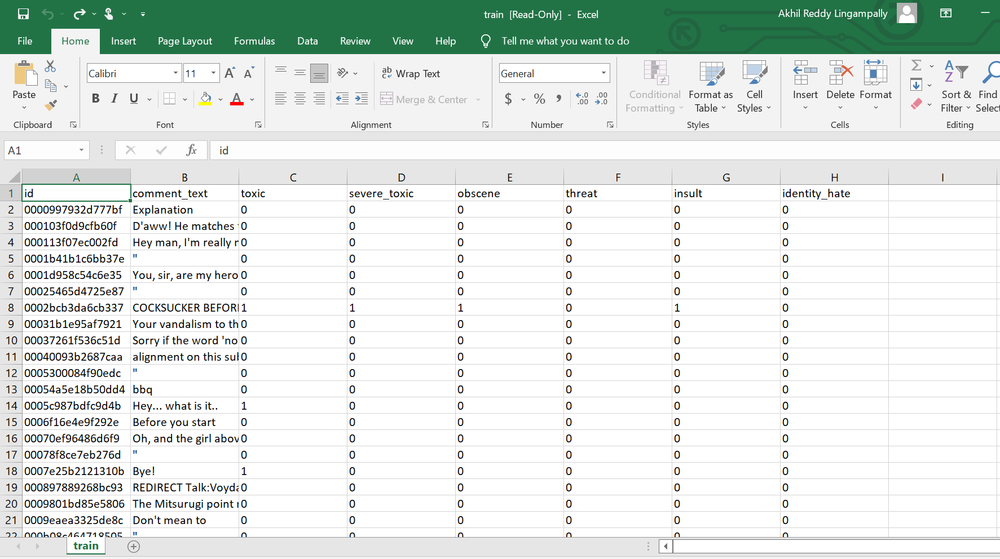 train [Read-Only] - Excel
Akhil Reddy Lingampally
File Home Insert Page Layout Formulas Data Review View Help Tell me what you want to do
Paste
Calibri 11
B I U A
ab Wrap Text
Merge & Center
General
$ % , .0 .00 .00 .0
Conditional Formatting
Format as Table
Cell Styles
Insert Delete Format
Sort & Filter
Find
Clipboard Font Alignment Number Styles Cells Editing
A1 fx id
A B C D E F G H I
1 id comment_text toxic severe_toxic obscene threat insult identity_hate
2 0000997932d777bf Explanation 0 0 0 0 0 0
3 000103f0d9cfb60f D'aww! He matches 0 0 0 0 0 0
4 000113f07ec002fd Hey man, I'm really 0 0 0 0 0 0
5 0001b41b1c6bb37e " 0 0 0 0 0 0
6 0001d958c54c6e35 You, sir, are my hero 0 0 0 0 0 0
7 00025465d4725e87 " 0 0 0 0 0 0
8 0002bcb3da6cb337 COCKSUCKER BEFOR 1 1 1 0 1 0
9 00031b1e95af7921 Your vandalism to th 0 0 0 0 0 0
10 00037261f536c51d Sorry if the word 'no 0 0 0 0 0 0
11 00040093b2687caa alignment on this sub 0 0 0 0 0 0
12 0005300084f90edc " 0 0 0 0 0 0
13 00054a5e18b50dd4 bbq 0 0 0 0 0 0
14 0005c987bdfc9d4b Hey... what is it.. 1 0 0 0 0 0
15 0006f16e4e9f292e Before you start 0 0 0 0 0 0
16 00070ef96486d6f9 Oh, and the girl abov 0 0 0 0 0 0
17 00078f8ce7eb276d " 0 0 0 0 0 0
18 0007e25b2121310b Bye! 1 0 0 0 0 0
19 000897889268bc93 REDIRECT Talk:Voyda 0 0 0 0 0 0
20 0009801bd85e5806 The Mitsurugi point 0 0 0 0 0 0
21 0009eaea3325de8c Don't mean to 0 0 0 0 0 0
22 " 0 0 0 0 0 0
train